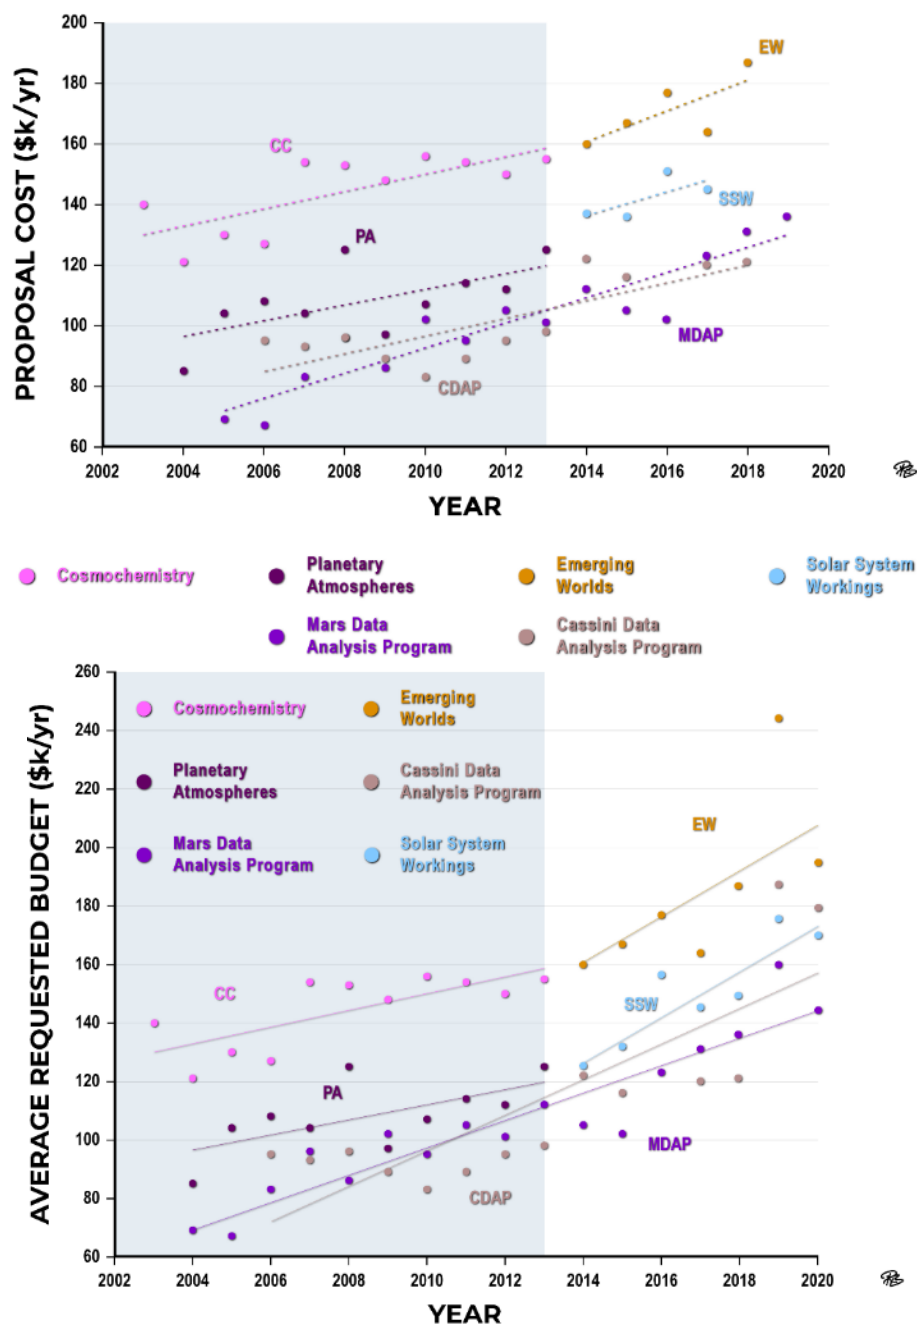 PROPOSAL COST ($k/yr)
200
180
160
140
120
100
80
60
EW
CC
SSW
PA
MDAP
CDAP
2002 2004 2006 2008 2010 2012 2014 2016 2018 2020
YEAR
Cosmochemistry
Planetary
Atmospheres
Emerging
Worlds
Solar System
Workings
Mars Data
Analysis Program
Cassini Data
Analysis Program
AVERAGE REQUESTED BUDGET ($k/yr)
260
240
220
200
180
160
140
120
100
80
60
Cosmochemistry
Emerging
Worlds
Planetary
Atmospheres
Cassini Data
Analysis Program
Mars Data
Analysis Program
Solar System
Workings
EW
CC
SSW
PA
MDAP
CDAP
2002 2004 2006 2008 2010 2012 2014 2016 2018 2020
YEAR